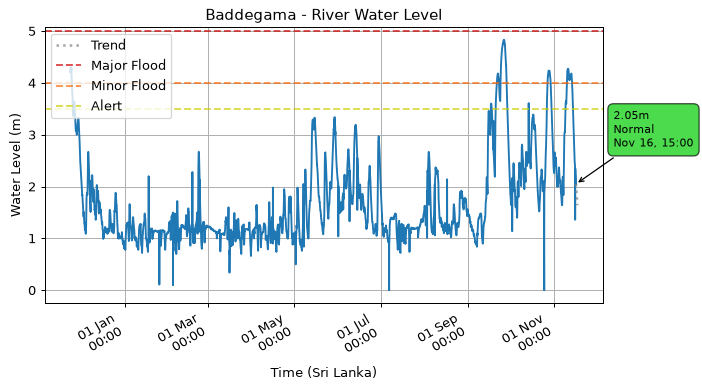 Baddegama - River Water Level
Trend
Major Flood
Minor Flood
Alert
2.05m
Normal
Nov 16, 15:00
Water Level (m)
5
4
3
2
1
0
01 Jan
00:00
01 Mar
00:00
01 May
00:00
01 Jul
00:00
01 Sep
00:00
01 Nov
00:00
Time (Sri Lanka)